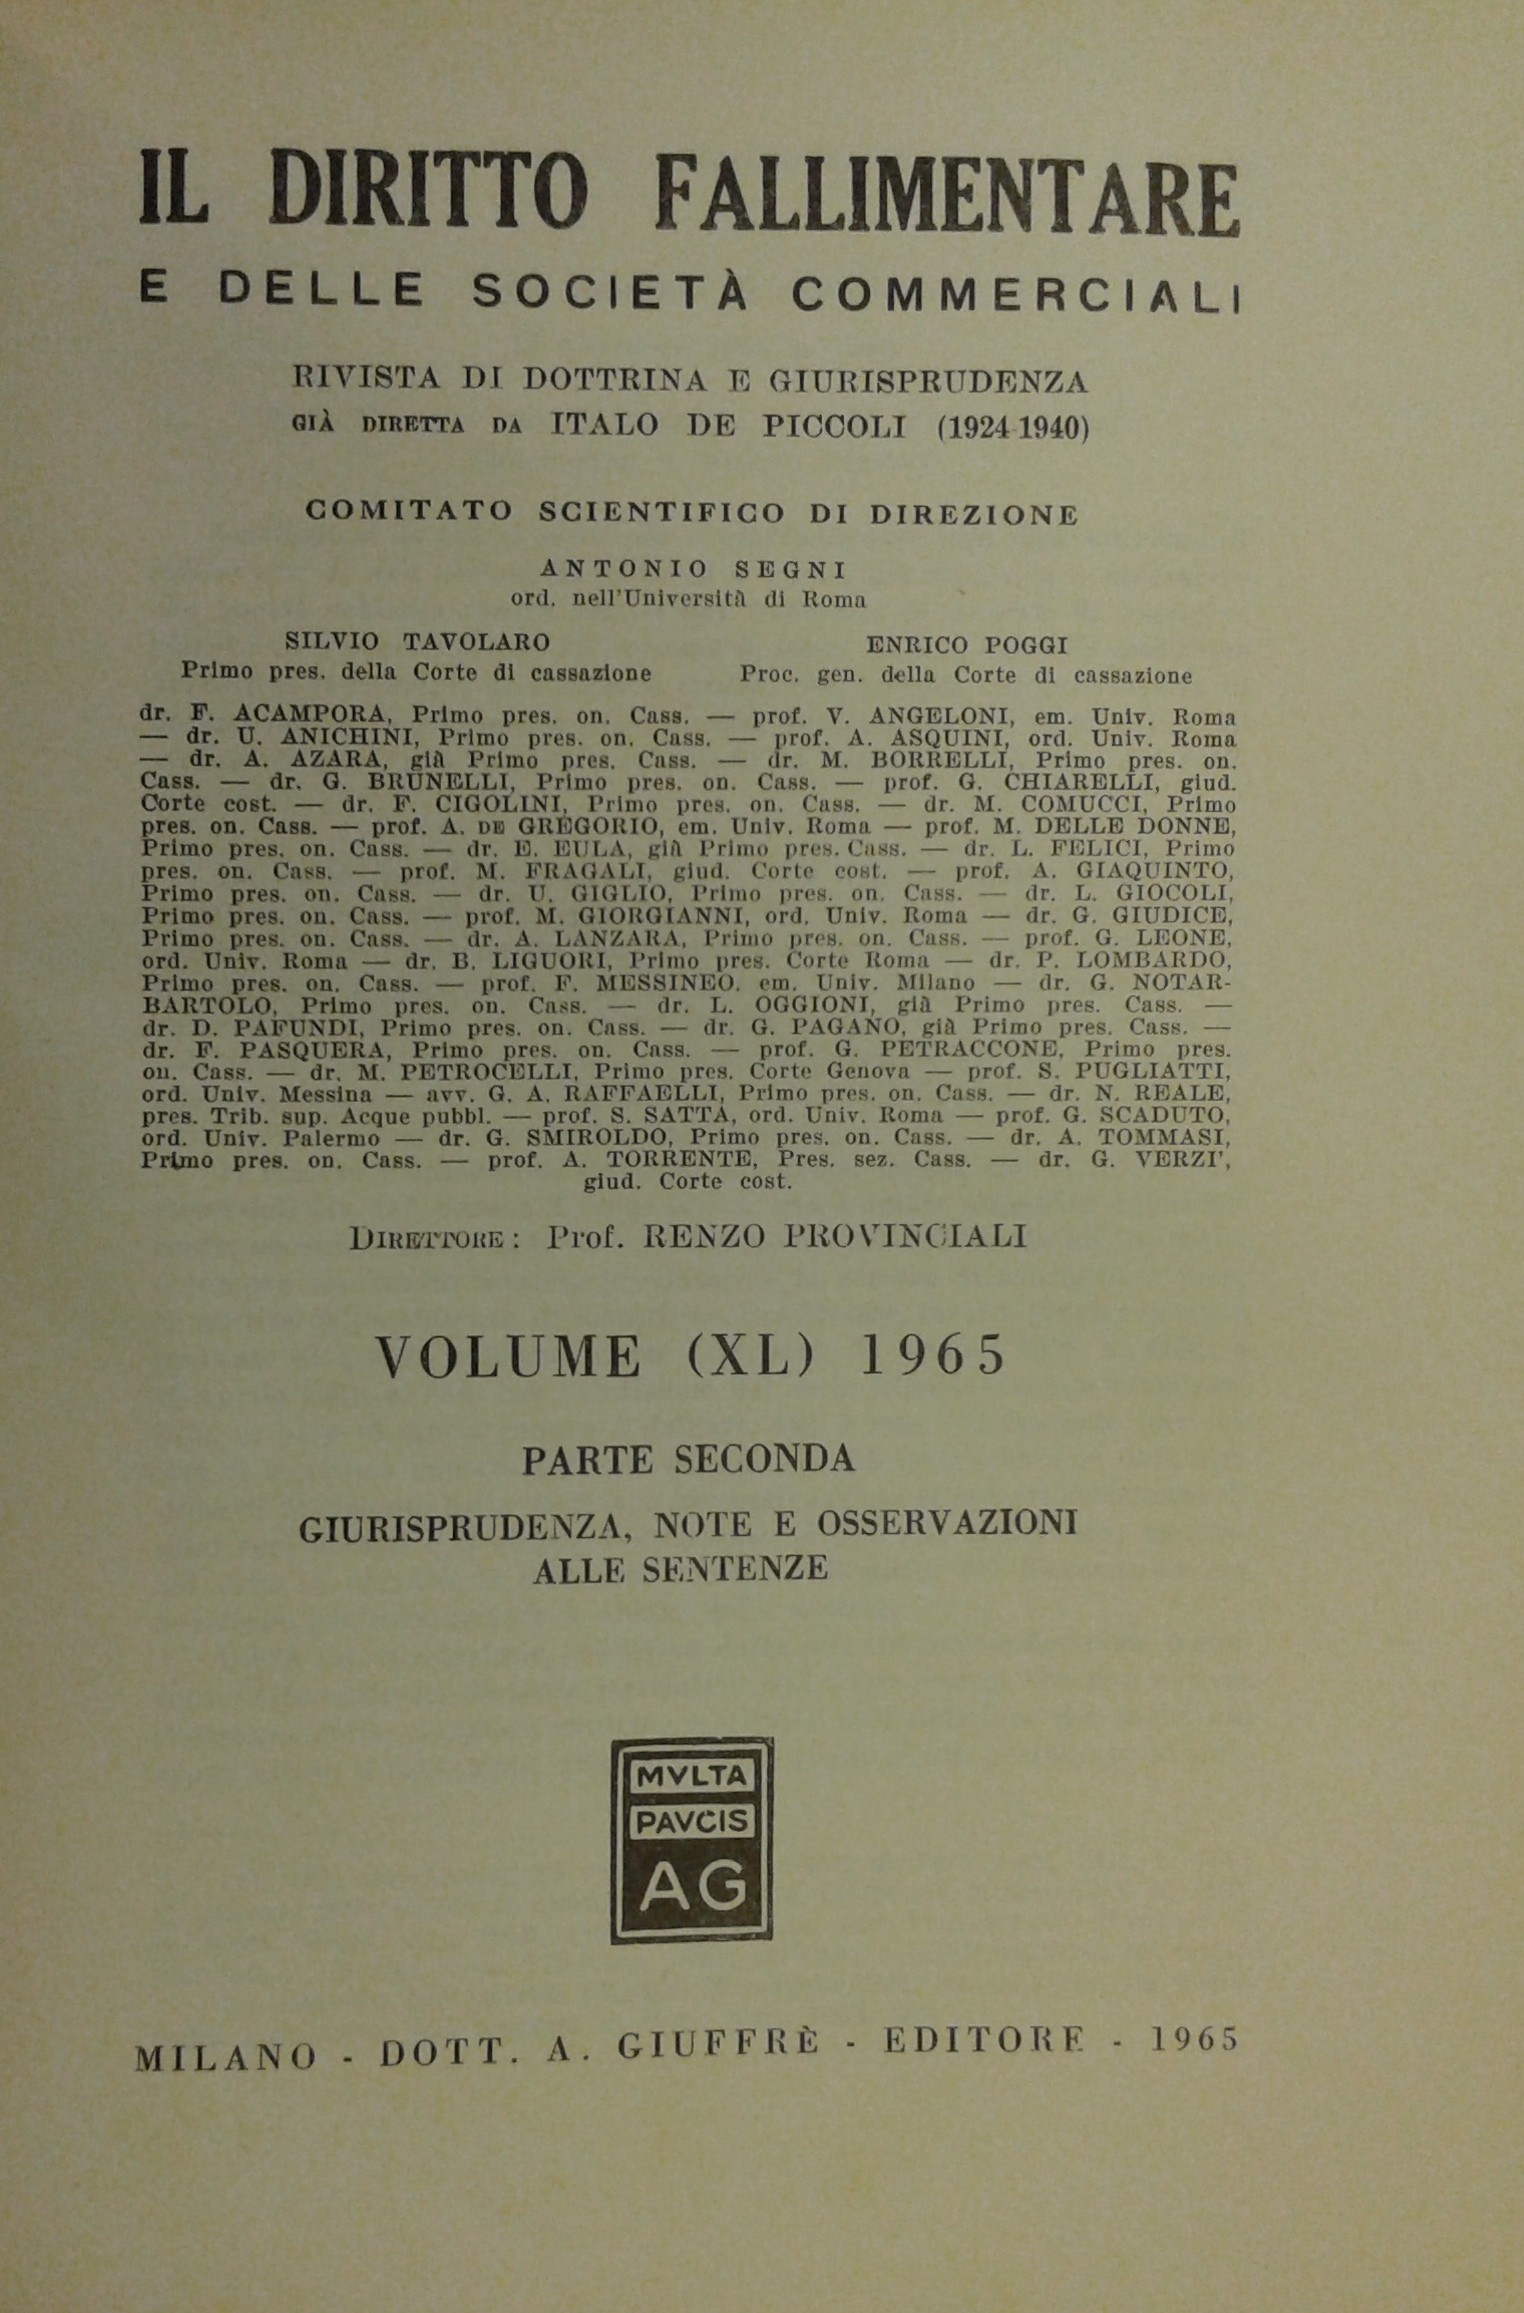 IL DIRITTO FALLIMENTARE
E DELLE SOCIETÀ COMMERCIALI
RIVISTA DI DOTTRINA E GIURISPRUDENZA
GIÀ DIRETTA DA ITALO DE PICCOLI (1924-1940)
COMITATO SCIENTIFICO DI DIREZIONE
ANTONIO SEGNI
ord. nell'Università di Roma
SILVIO TAVOLARO
Primo pres. della Corte di cassazione
ENRICO POGGI
Proc. gen. della Corte di cassazione
dr. F. ACAMPORA, Primo pres. on. Cass. — prof. V. ANGELONI, em. Univ. Roma
— dr. U. ANICHINI, Primo pres. on. Cass. — prof. A. ASQUINI, ord. Univ. Roma
— dr. A. AZARA, già Primo pres. Cass. — dr. M. BORRELLI, Primo pres. on.
Cass. — dr. G. BRUNELLI, Primo pres. on. Cass. — prof. G. CHIARELLI, giud.
Corte cost. — dr. F. CIGOLINI, Primo pres. on. Cass. — dr. M. COMUCCI, Primo
pres. on. Cass. — prof. A. DE GREGORIO, em. Univ. Roma — prof. M. DELLE DONNE,
Primo pres. on. Cass. — dr. E. EULA, già Primo pres. Cass. — dr. L. FELICI, Primo
pres. on. Cass. — prof. M. FRAGALI, giud. Corte cost. — prof. A. GIAQUINTO,
Primo pres. on. Cass. — dr. U. GIGLIO, Primo pres. on. Cass. — dr. L. GIOCOLI,
Primo pres. on. Cass. — prof. M. GIORGIANNI, ord. Univ. Roma — dr. G. GIUDICE,
Primo pres. on. Cass. — dr. A. LANZARA, Primo pres. on. Cass. — prof. G. LEONE,
ord. Univ. Roma — dr. B. LIGUORI, Primo pres. Corte Roma — dr. P. LOMBARDO,
Primo pres. on. Cass. — prof. F. MESSINEO, em. Univ. Milano — dr. G. NOTAR-
BARTOLO, Primo pres. on. Cass. — dr. L. OGGIONI, già Primo pres. Cass. —
dr. D. PAFUNDI, Primo pres. on. Cass. — dr. G. PAGANO, già Primo pres. Cass. —
dr. F. PASQUERA, Primo pres. on. Cass. — prof. G. PETRACCONE, Primo pres.
on. Cass. — dr. M. PETROCELLI, Primo pres. Corte Genova — prof. S. PUGLIATTI,
ord. Univ. Messina — avv. G. A. RAFFAELLI, Primo pres. on. Cass. — dr. N. REALE,
pres. Trib. sup. Acque pubbl. — prof. S. SATTA, ord. Univ. Roma — prof. G. SCADUTO,
ord. Univ. Palermo — dr. G. SMIROLDO, Primo pres. on. Cass. — dr. A. TOMMASI,
Primo pres. on. Cass. — prof. A. TORRENTE, Pres. sez. Cass. — dr. G. VERZI',
giud. Corte cost.
DIRETTORE: Prof. RENZO PROVINCIALI
VOLUME (XL) 1965
PARTE SECONDA
GIURISPRUDENZA, NOTE E OSSERVAZIONI
ALLE SENTENZE
MVLTA
PAVCIS
AG
MILANO - DOTT. A. GIUFFRÈ - EDITORE - 1965